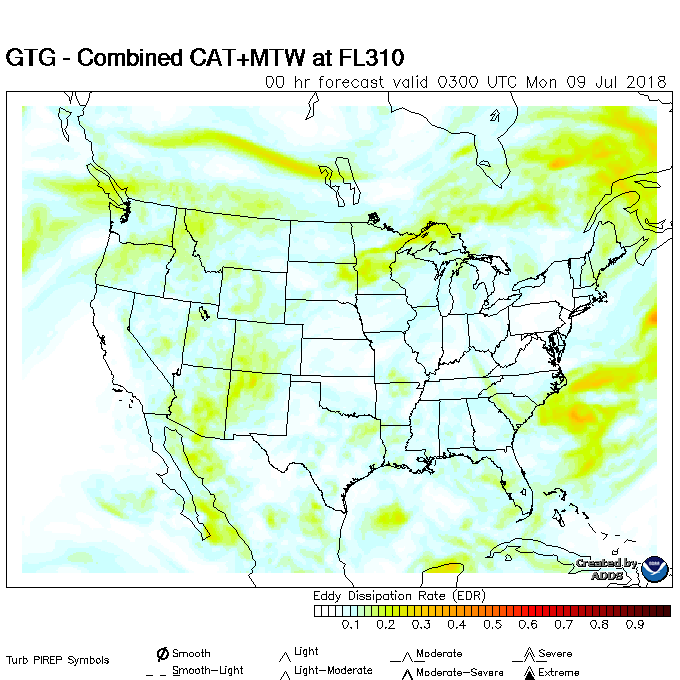 GTG - Combined CAT+MTW at FL310
00 hr forecast valid 0300 UTC Mon 09 Jul 2018
Created by
ADDS
Eddy Dissipation Rate (EDR)
0.1 0.2 0.3 0.4 0.5 0.6 0.7 0.8 0.9
Turb PIREP Symbols
Smooth Light Moderate Severe
Smooth-Light Light-Moderate Moderate-Severe Extreme